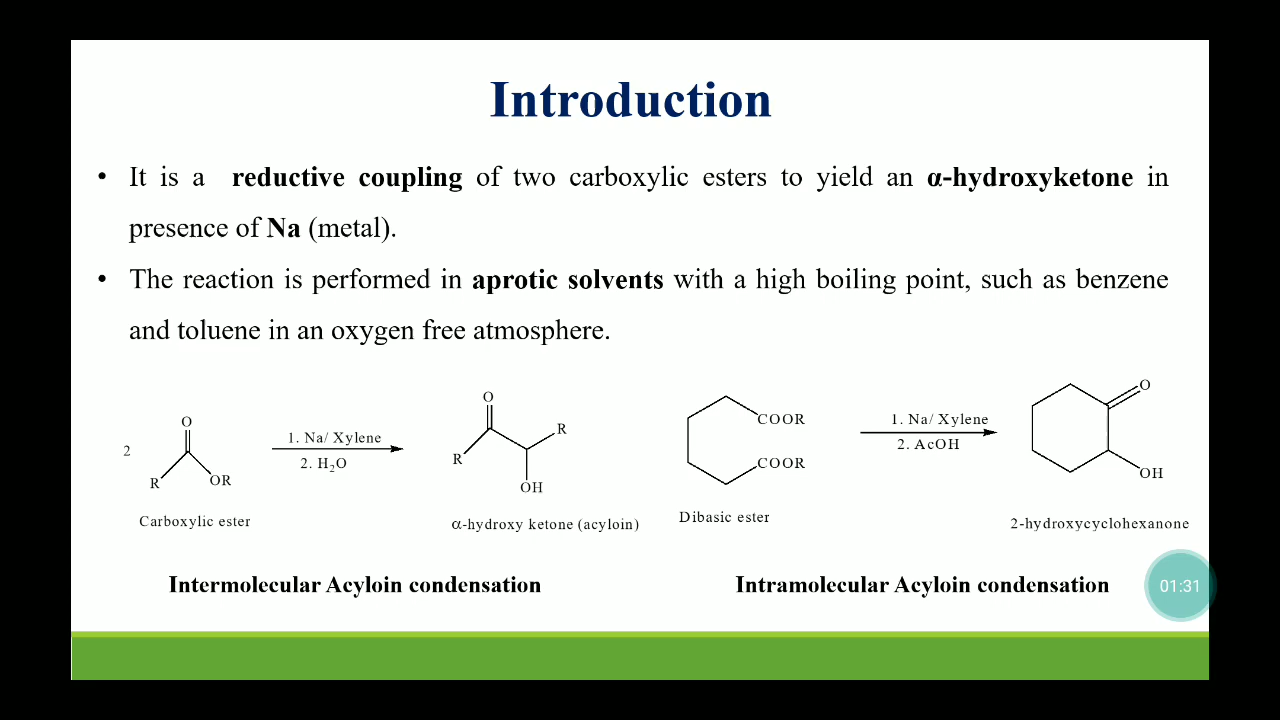 Introduction
• It is a reductive coupling of two carboxylic esters to yield an α-hydroxyketone in
presence of Na (metal).
• The reaction is performed in aprotic solvents with a high boiling point, such as benzene
and toluene in an oxygen free atmosphere.
2
O
R
OR
Carboxylic ester
1. Na/ Xylene
2. H₂O
O
R
R
OH
α-hydroxy ketone (acyloin)
COOR
COOR
Dibasic ester
1. Na/ Xylene
2. AcOH
O
OH
2-hydroxycyclohexanone
Intermolecular Acyloin condensation
Intramolecular Acyloin condensation
01:31